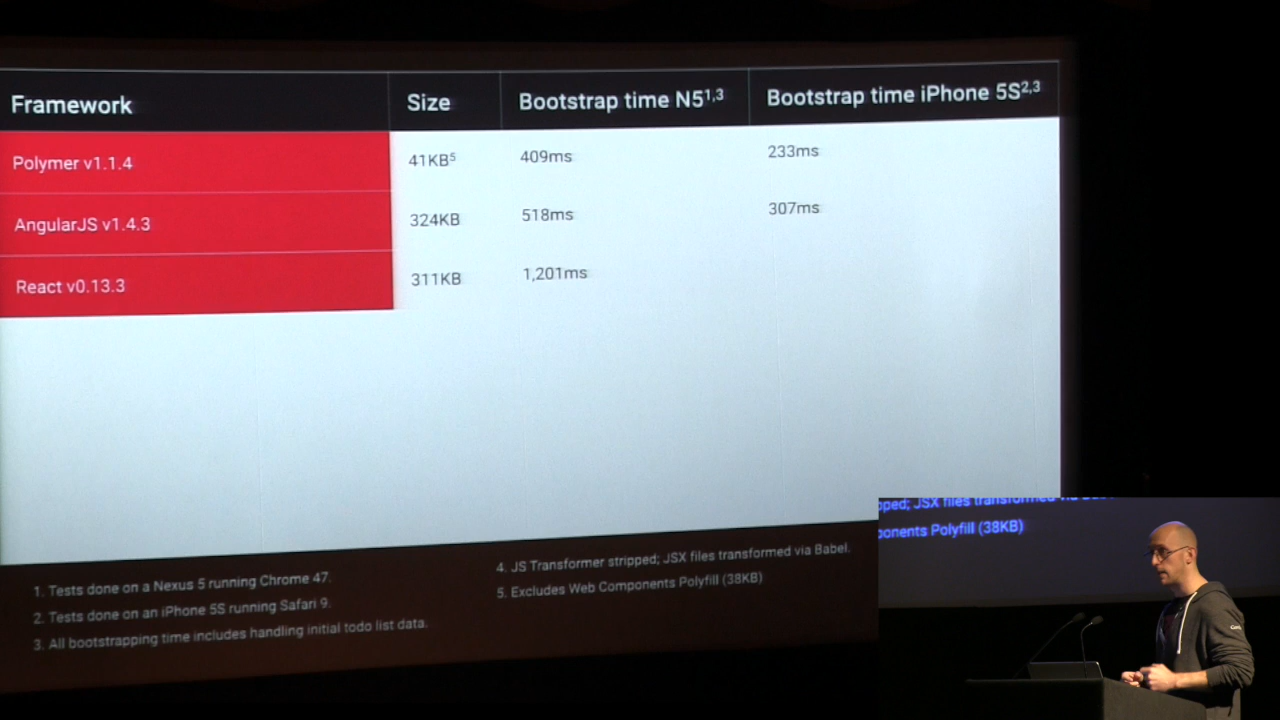 Framework Size Bootstrap time N5¹,³ Bootstrap time iPhone 5S²,³
Polymer v1.1.4 41KB⁵ 409ms 233ms
AngularJS v1.4.3 324KB 518ms 307ms
React v0.13.3 311KB 1,201ms
1. Tests done on a Nexus 5 running Chrome 47.
2. Tests done on an iPhone 5S running Safari 9.
3. All bootstrapping time includes handling initial todo list data.
4. JS Transformer stripped; JSX files transformed via Babel.
5. Excludes Web Components Polyfill (38KB)
pped; JSX files transformed via
ponents Polyfill (38KB)